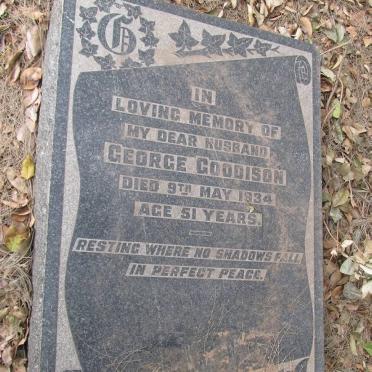 G
IN
LOVING MEMORY OF
MY DEAR HUSBAND
GEORGE GOODISON
DIED 9TH MAY 1934
AGE 51 YEARS.
RESTING WHERE NO SHADOWS FALL
IN PERFECT PEACE.